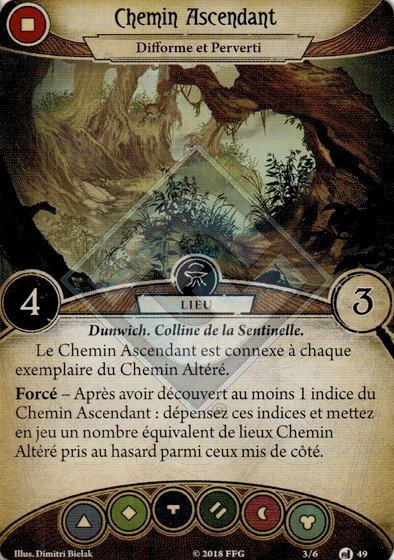 Chemin Ascendant
Difforme et Perverti
4
LIEU
3
Dunwich. Colline de la Sentinelle.
Le Chemin Ascendant est connexe à chaque
exemplaire du Chemin Altéré.
Forcé – Après avoir découvert au moins 1 indice du
Chemin Ascendant : dépensez ces indices et mettez
en jeu un nombre équivalent de lieux Chemin
Altéré pris au hasard parmi ceux mis de côté.
Illus. Dimitri Bielak
© 2018 FFG
3/6
49